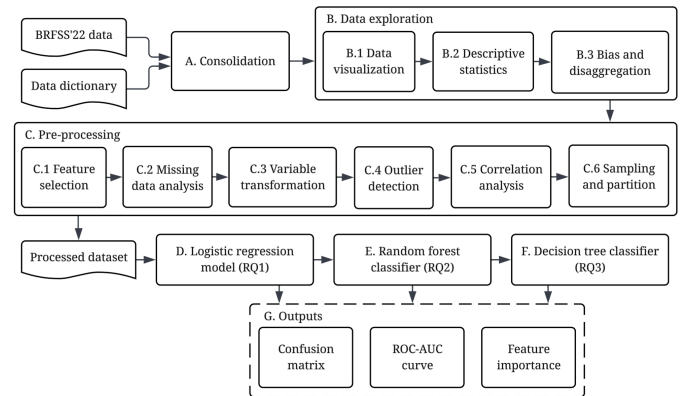 BRFSS'22 data
Data dictionary
A. Consolidation
B. Data exploration
B.1 Data
visualization
B.2 Descriptive
statistics
B.3 Bias and
disaggregation
C. Pre-processing
C.1 Feature
selection
C.2 Missing
data analysis
C.3 Variable
transformation
C.4 Outlier
detection
C.5 Correlation
analysis
C.6 Sampling
and partition
Processed dataset
D. Logistic regression
model (RQ1)
E. Random forest
classifier (RQ2)
F. Decision tree classifier
(RQ3)
G. Outputs
Confusion
matrix
ROC-AUC
curve
Feature
importance